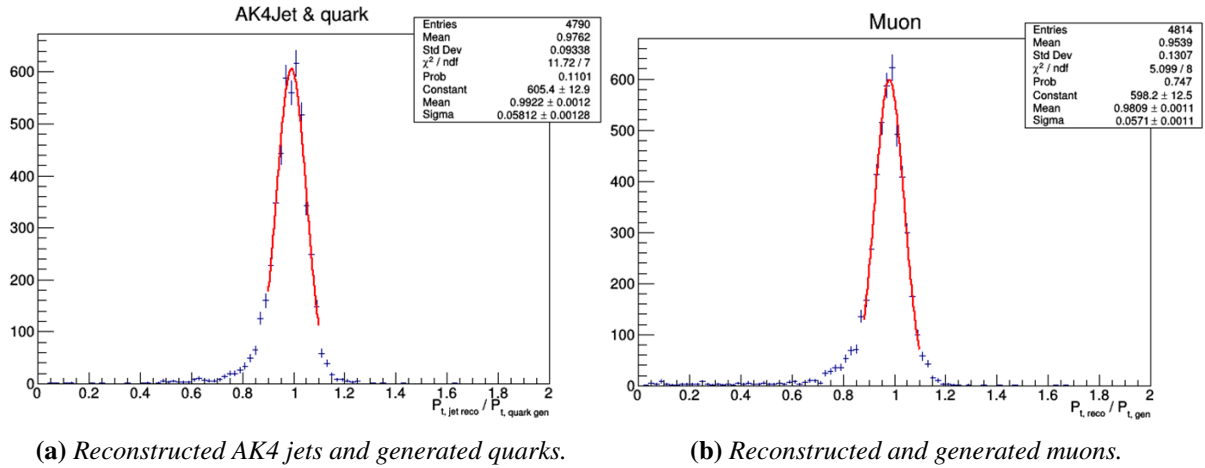 AK4Jet & quark
Entries 4790
Mean 0.9762
Std Dev 0.09338
χ² / ndf 11.72 / 7
Prob 0.1101
Constant 605.4 ± 12.9
Mean 0.9922 ± 0.0012
Sigma 0.05812 ± 0.00128
600
500
400
300
200
100
0
0 0.2 0.4 0.6 0.8 1 1.2 1.4 1.6 1.8 2
P_{t, jet reco} / P_{t, quark gen}
(a) Reconstructed AK4 jets and generated quarks.
Muon
Entries 4814
Mean 0.9539
Std Dev 0.1307
χ² / ndf 5.099 / 8
Prob 0.747
Constant 598.2 ± 12.5
Mean 0.9809 ± 0.0011
Sigma 0.0571 ± 0.0011
600
500
400
300
200
100
0
0 0.2 0.4 0.6 0.8 1 1.2 1.4 1.6 1.8 2
P_{t, reco} / P_{t, gen}
(b) Reconstructed and generated muons.